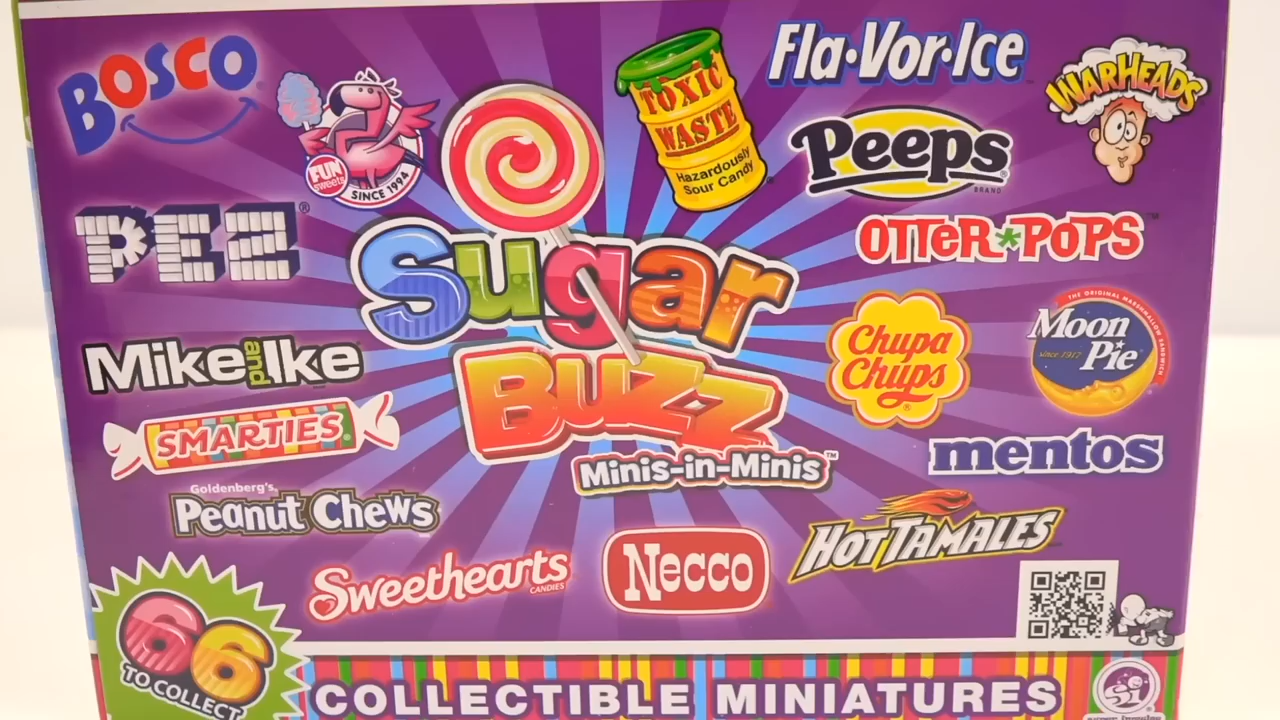 BOSCO
FUN
sweets
SINCE 1994
TOXIC
WASTE
Hazardously
Sour Candy
Fla·Vor·Ice
WARHEADS
Peeps
BRAND
PEZ
OTTER*POPS
Sugar
BUZZ
Minis-in-Minis™
Mike and Ike
Chupa
Chups
THE ORIGINAL MARSHMALLOW SANDWICH
Moon
since 1917
Pie
SMARTIES
mentos
Goldenberg's
Peanut Chews
HOT TAMALES
Sweethearts
CANDIES
Necco
66
TO COLLECT
COLLECTIBLE MINIATURES